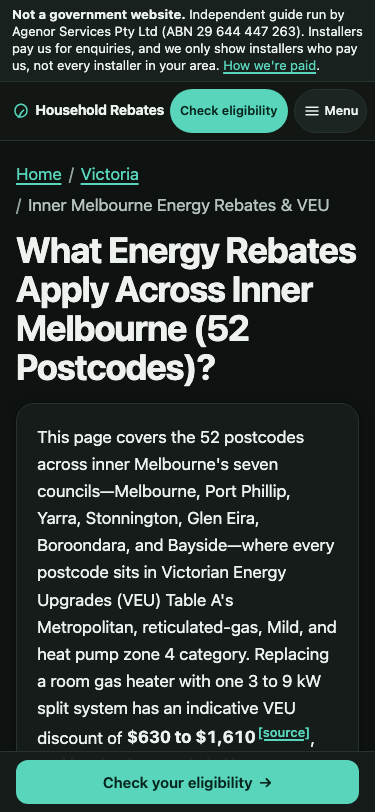 Not a government website. Independent guide run by
Agenor Services Pty Ltd (ABN 29 644 447 263). Installers
pay us for enquiries, and we only show installers who pay
us, not every installer in your area. How we're paid.
Household Rebates
Check eligibility
Menu
Home / Victoria
/ Inner Melbourne Energy Rebates & VEU
What Energy Rebates
Apply Across Inner
Melbourne (52
Postcodes)?
This page covers the 52 postcodes
across inner Melbourne's seven
councils—Melbourne, Port Phillip,
Yarra, Stonnington, Glen Eira,
Boroondara, and Bayside—where every
postcode sits in Victorian Energy
Upgrades (VEU) Table A's
Metropolitan, reticulated-gas, Mild, and
heat pump zone 4 category. Replacing
a room gas heater with one 3 to 9 kW
split system has an indicative VEU
discount of $630 to $1,610 [source],
Check your eligibility →